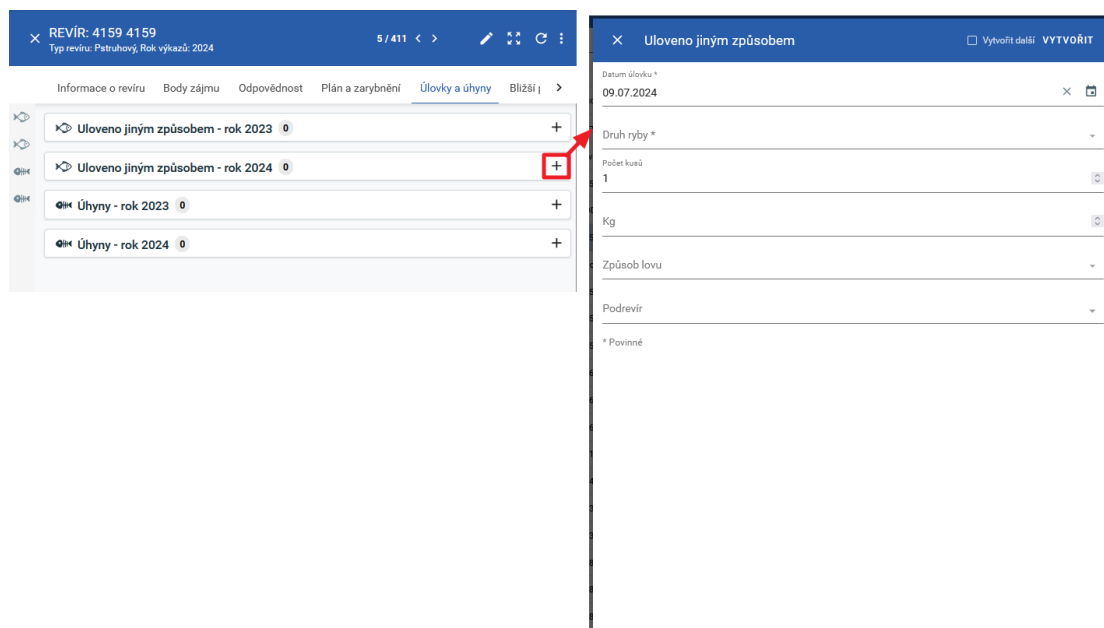 REVÍR: 4159 4159
Typ revíru: Pstruhový, Rok výkazů: 2024
5 / 411
Informace o revíru Body zájmu Odpovědnost Plán a zarybnění Úlovky a úhyny Bližší
Uloveno jiným způsobem - rok 2023 0
Uloveno jiným způsobem - rok 2024 0
Úhyny - rok 2023 0
Úhyny - rok 2024 0
Uloveno jiným způsobem
Vytvořit další VYTVOŘIT
Datum úlovku *
09.07.2024
Druh ryby *
Počet kusů
1
Kg
Způsob lovu
Podrevír
* Povinné